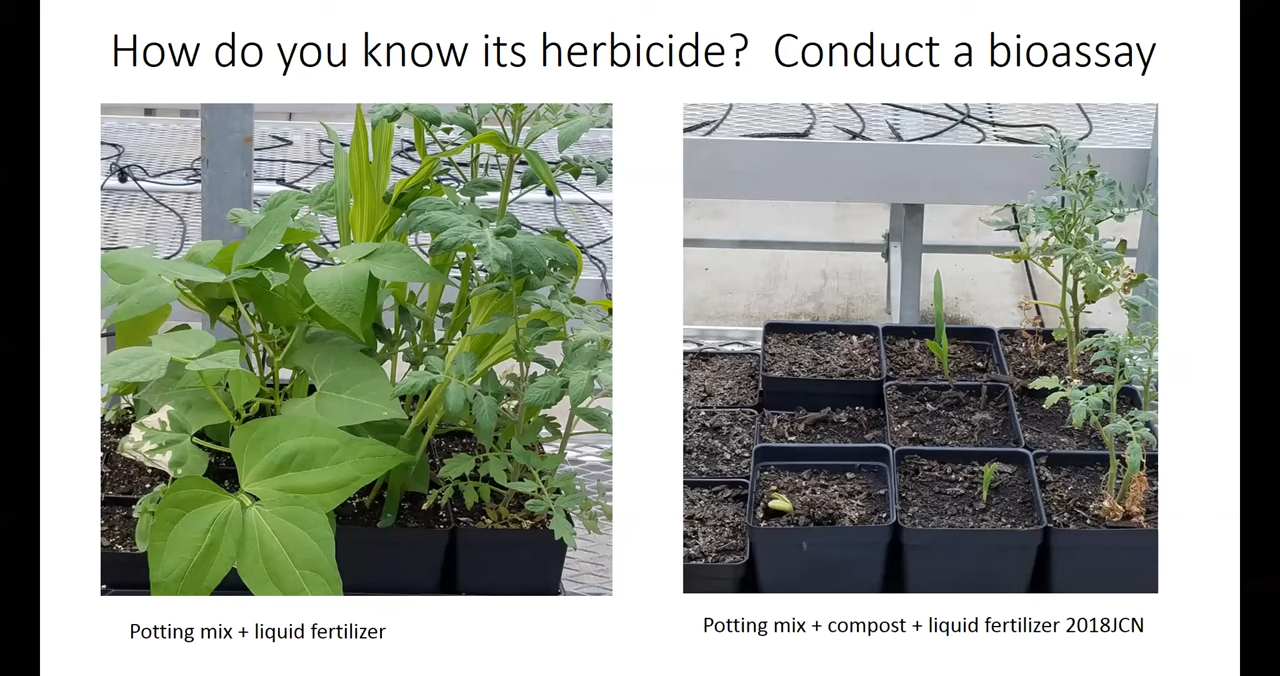 How do you know its herbicide?  Conduct a bioassay
Potting mix + liquid fertilizer
Potting mix + compost + liquid fertilizer 2018JCN